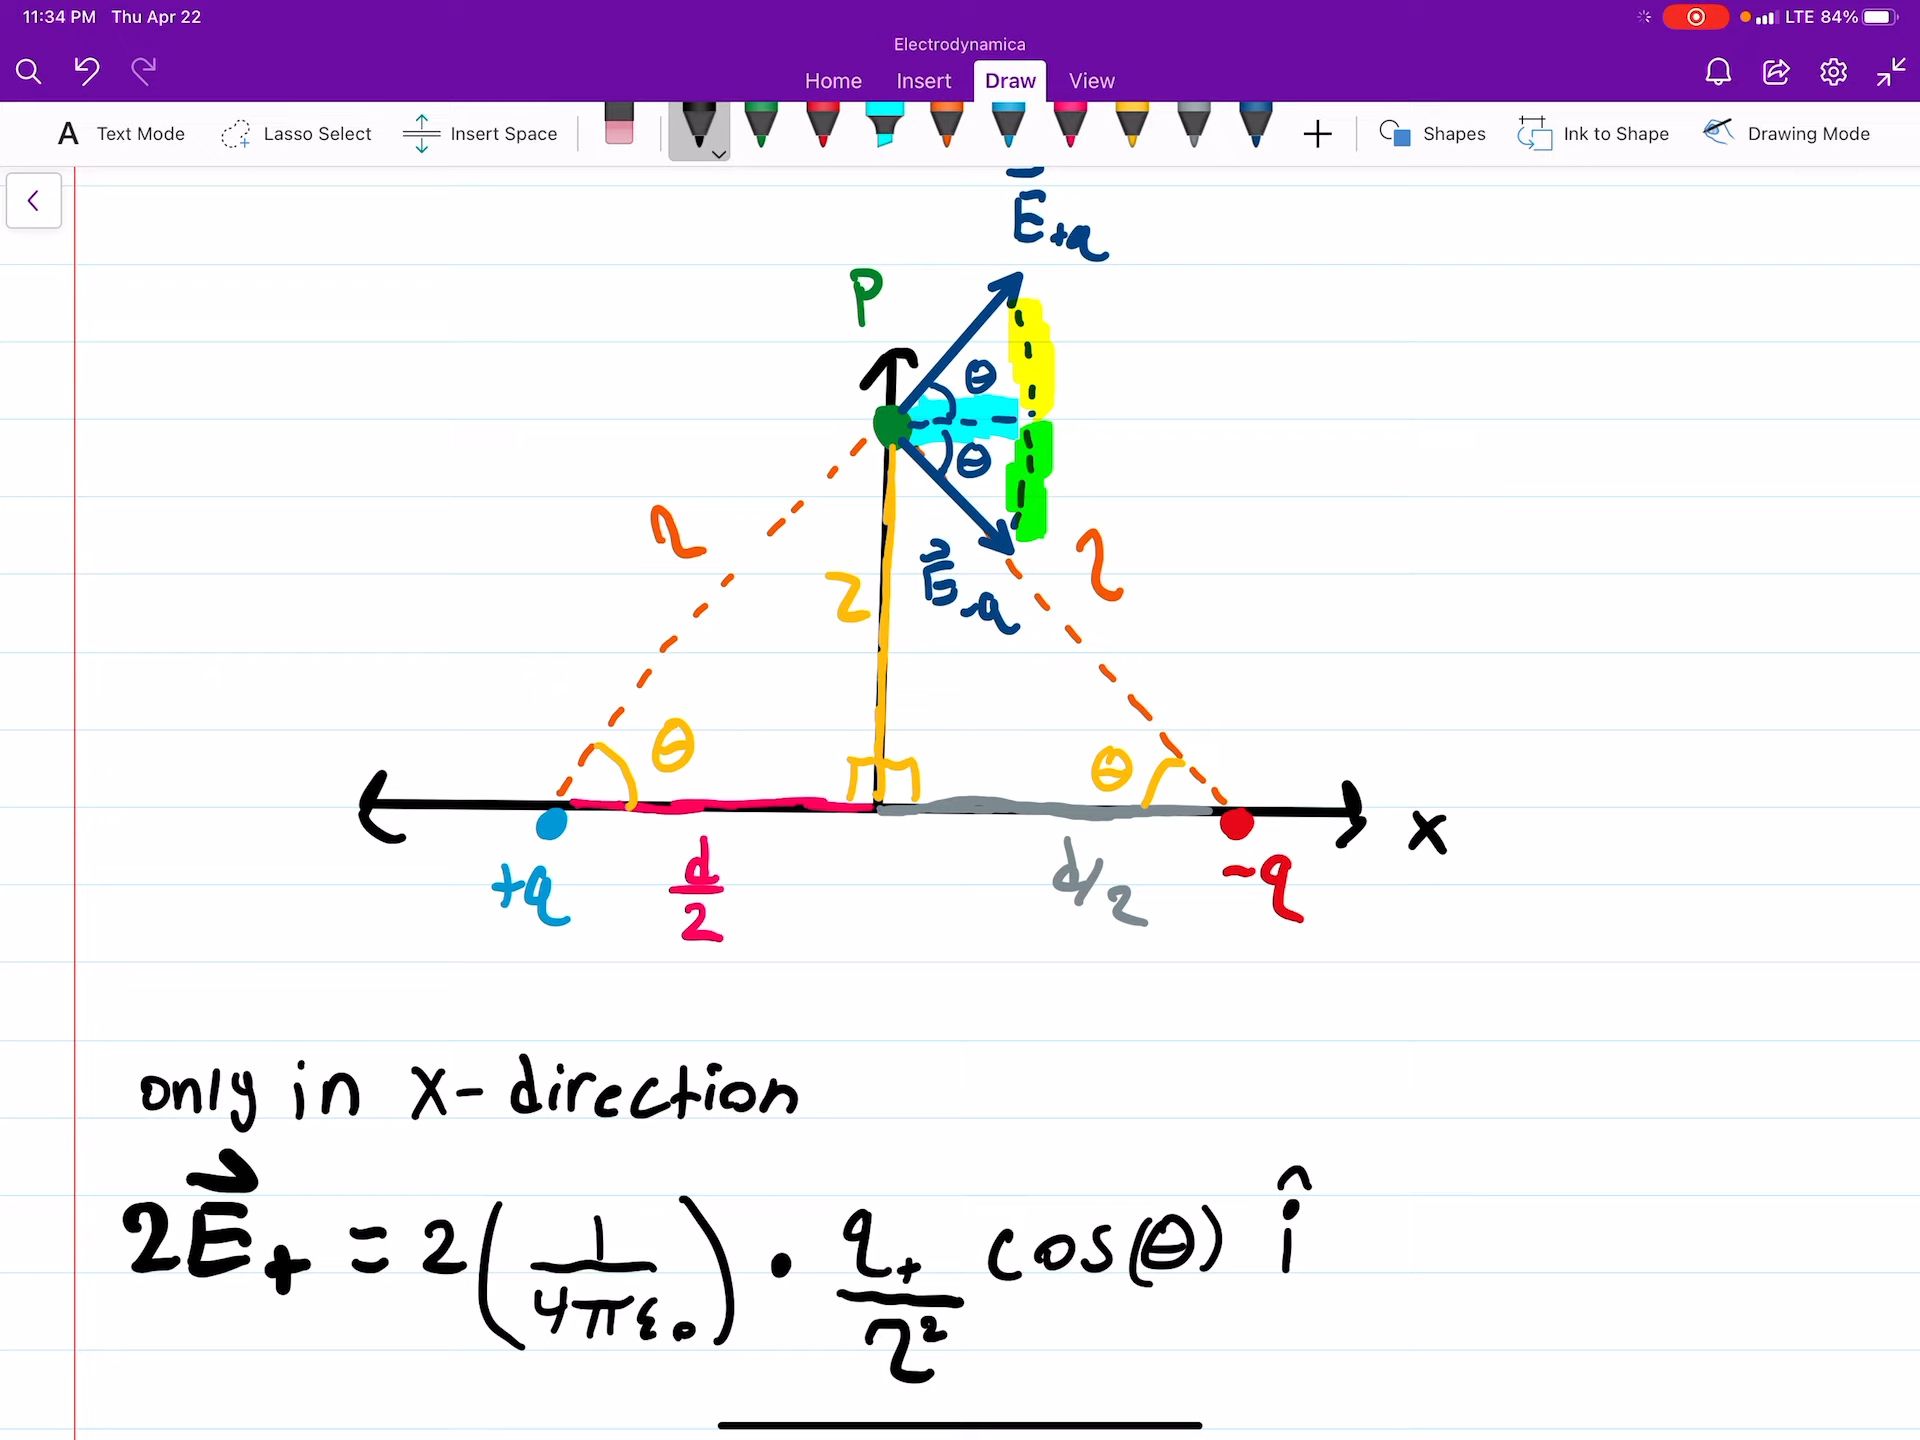 11:34 PM Thu Apr 22
LTE 84%
Electrodynamica
Home Insert Draw View
A Text Mode Lasso Select Insert Space Shapes Ink to Shape Drawing Mode
E⃗+q
P
θ
θ
r
z
E⃗-q
r
θ
θ
x
+q
d/2
d/2
-q
only in x-direction
2E⃗+ = 2(1/4πε₀) · q+/r² cos(θ) î